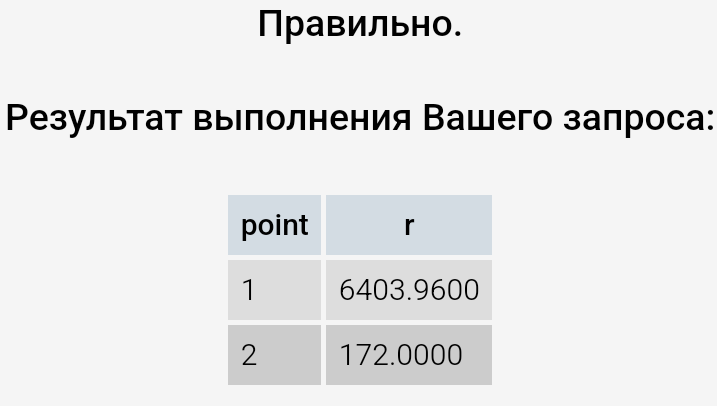 Правильно.
Результат выполнения Вашего запроса:
point r
1 6403.9600
2 172.0000